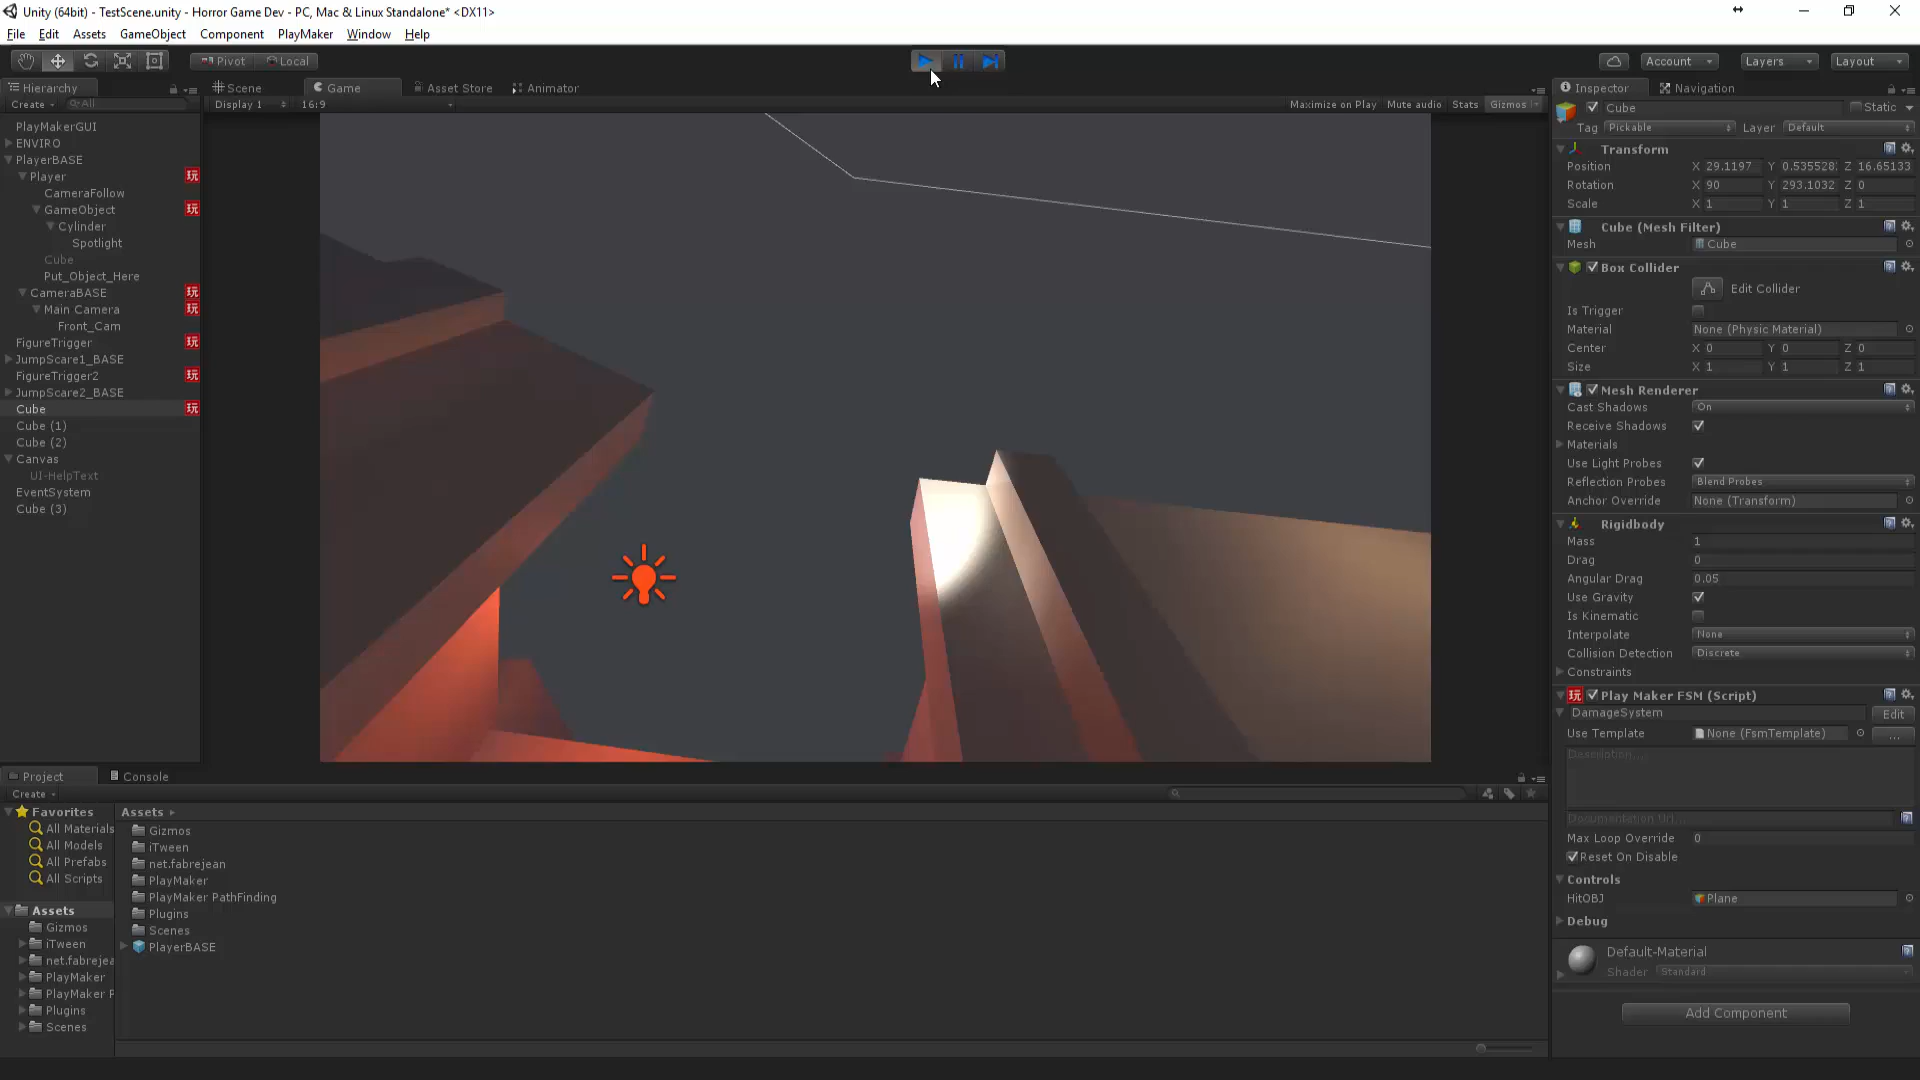 Unity (64bit) - TestScene.unity - Horror Game Dev - PC, Mac & Linux Standalone* <DX11>
File Edit Assets GameObject Component PlayMaker Window Help
Pivot Local Account Layers Layout
Hierarchy Scene Game Asset Store Animator Inspector Navigation
Create All Display 1 16:9 Maximize on Play Mute audio Stats Gizmos
Cube Static
Tag Pickable Layer Default
PlayMakerGUI
ENVIRO
PlayerBASE
Player
CameraFollow
GameObject
Cylinder
Spotlight
Cube
Put_Object_Here
CameraBASE
Main Camera
Front_Cam
FigureTrigger
JumpScare1_BASE
FigureTrigger2
JumpScare2_BASE
Cube
Cube (1)
Cube (2)
Canvas
UI-HelpText
EventSystem
Cube (3)
Transform
Position X 29.1197 Y 0.535528 Z 16.65133
Rotation X 90 Y 293.1032 Z 0
Scale X 1 Y 1 Z 1
Cube (Mesh Filter)
Mesh Cube
Box Collider
Edit Collider
Is Trigger
Material None (Physic Material)
Center X 0 Y 0 Z 0
Size X 1 Y 1 Z 1
Mesh Renderer
Cast Shadows On
Receive Shadows
Materials
Use Light Probes
Reflection Probes Blend Probes
Anchor Override None (Transform)
Rigidbody
Mass 1
Drag 0
Angular Drag 0.05
Use Gravity
Is Kinematic
Interpolate None
Collision Detection Discrete
Constraints
玩 Play Maker FSM (Script)
DamageSystem Edit
Use Template None (FsmTemplate) ...
Description...
Documentation Url...
Max Loop Override 0
Reset On Disable
Controls
HitOBJ Plane
Debug
Default-Material
Shader Standard
Add Component
Project Console
Create
Favorites
All Materials
All Models
All Prefabs
All Scripts
Assets
Gizmos
iTween
net.fabrejea
PlayMaker
PlayMaker P
Plugins
Scenes
Assets
Gizmos
iTween
net.fabrejean
PlayMaker
PlayMaker PathFinding
Plugins
Scenes
PlayerBASE